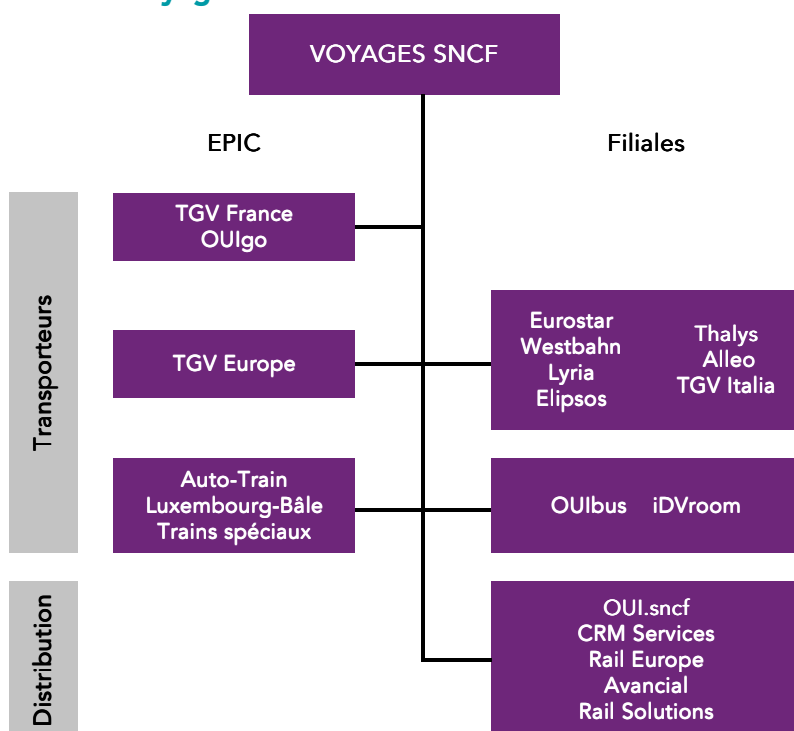 VOYAGES SNCF
EPIC
Filiales
Transporteurs
TGV France
OUIgo
TGV Europe
Eurostar
Westbahn
Lyria
Elipsos
Thalys
Alleo
TGV Italia
Auto-Train
Luxembourg-Bâle
Trains spéciaux
OUIbus iDVroom
Distribution
OUI.sncf
CRM Services
Rail Europe
Avancial
Rail Solutions